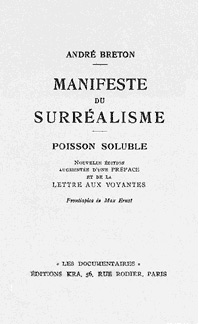 ANDRÉ BRETON
MANIFESTE
DU
SURRÉALISME
POISSON SOLUBLE
NOUVELLE ÉDITION
AUGMENTÉE D'UNE PRÉFACE
ET DE LA
LETTRE AUX VOYANTES
Frontispice de Max Ernst
« LES DOCUMENTAIRES »
ÉDITIONS KRA, 56, RUE RODIER, PARIS